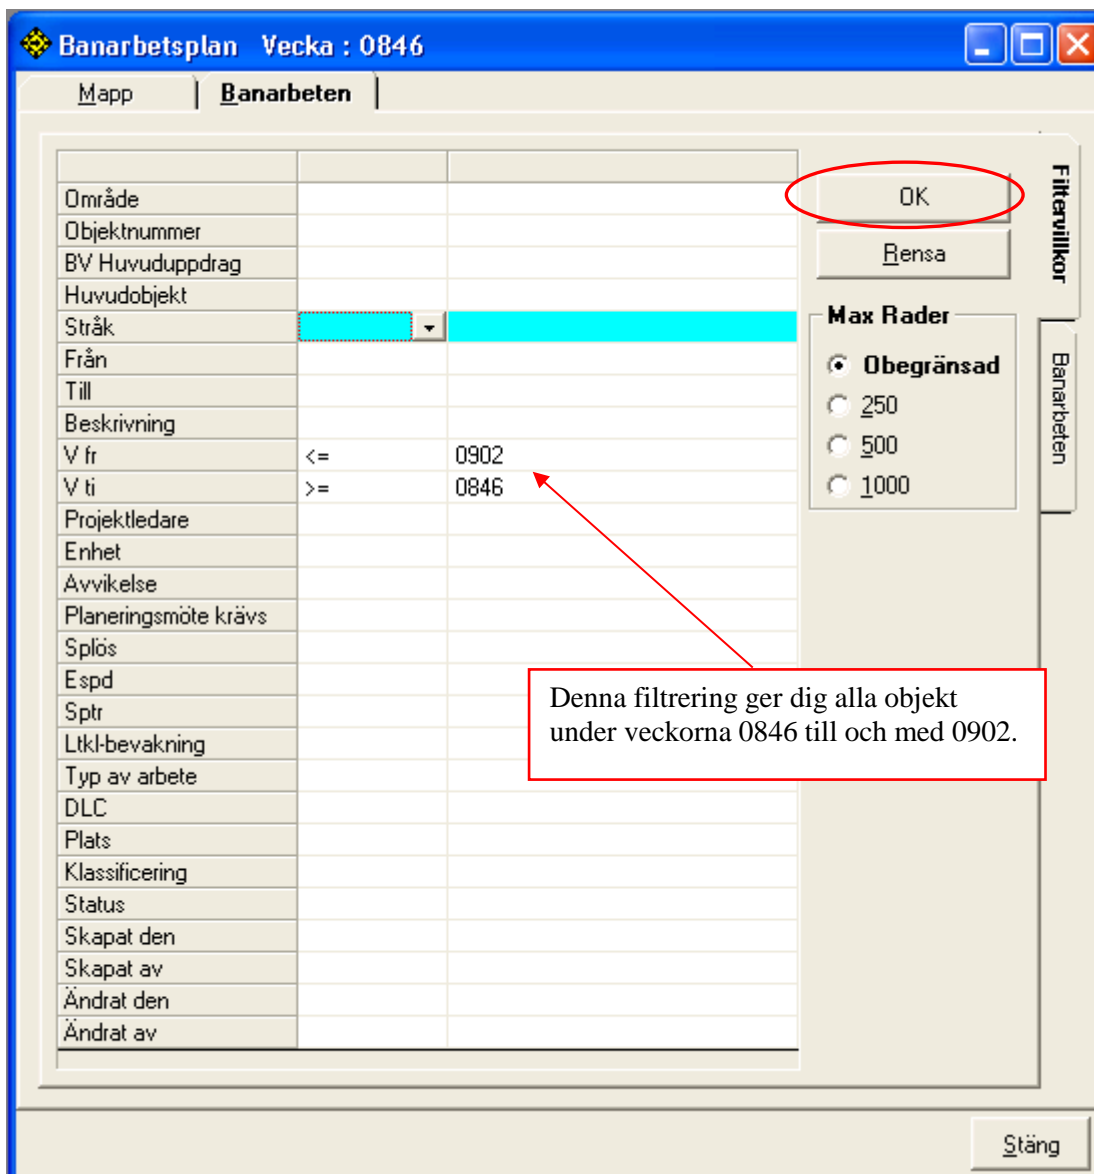 Banarbetsplan Vecka : 0846
Mapp Banarbeten
Område
Objektnummer
BV Huvuduppdrag
Huvudobjekt
Stråk
Från
Till
Beskrivning
V fr <= 0902
V ti >= 0846
Projektledare
Enhet
Avvikelse
Planeringsmöte krävs
Splös
Espd
Sptr
Ltkl-bevakning
Typ av arbete
DLC
Plats
Klassificering
Status
Skapat den
Skapat av
Ändrat den
Ändrat av
OK
Rensa
Max Rader
Obegränsad
250
500
1000
Filtervillkor
Banarbeten
Denna filtrering ger dig alla objekt
under veckorna 0846 till och med 0902.
Stäng